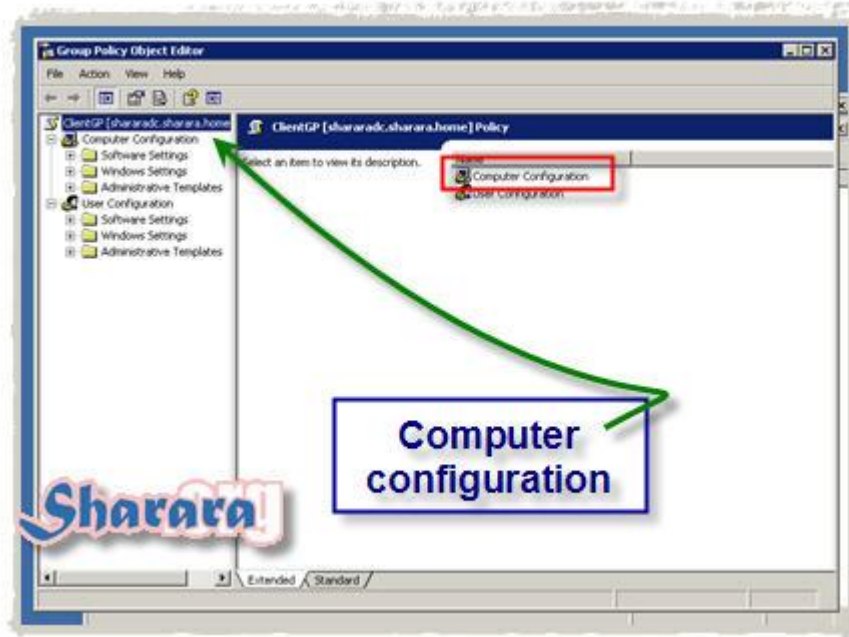 Group Policy Object Editor
File Action View Help
ClientGP [shararadc.sharara.home
Computer Configuration
Software Settings
Windows Settings
Administrative Templates
User Configuration
Software Settings
Windows Settings
Administrative Templates
ClientGP [shararadc.sharara.home] Policy
Select an item to view its description.
Name
Computer Configuration
User Configuration
Computer
configuration
Sharara
org
Extended Standard